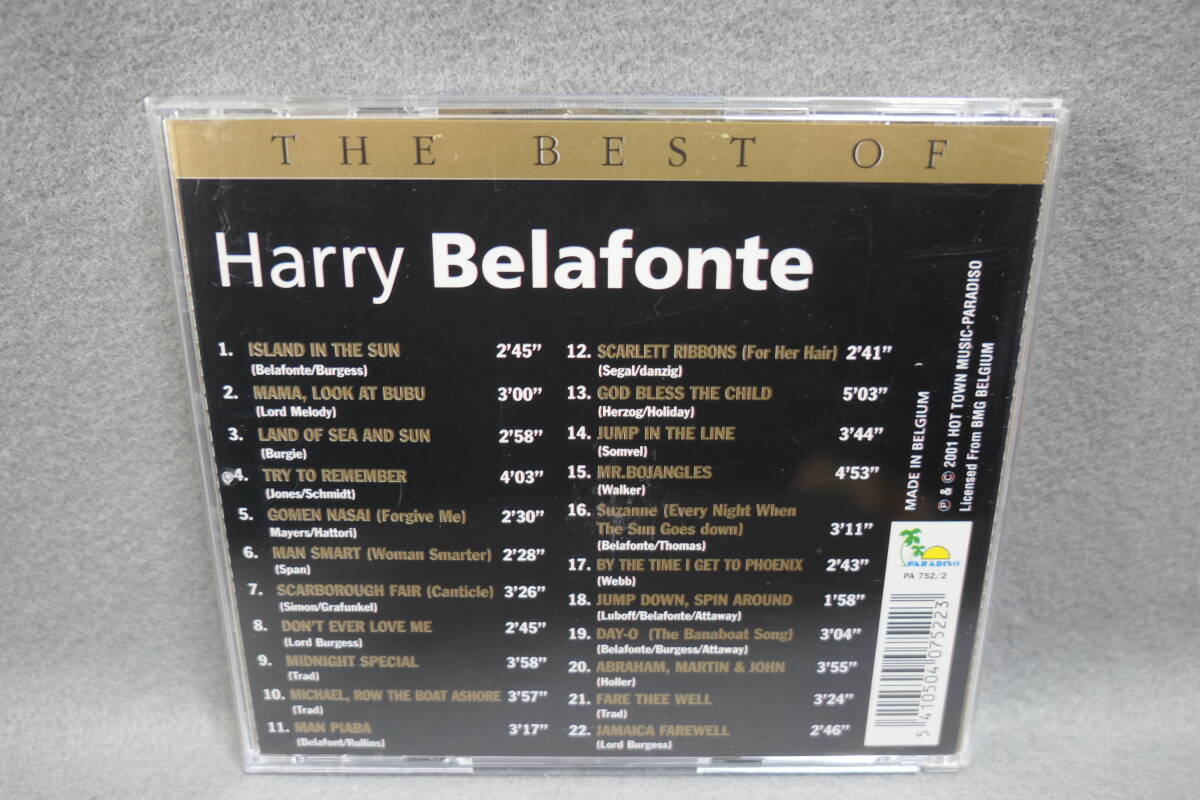 THE BEST OF
Harry Belafonte
1. ISLAND IN THE SUN 2'45"
(Belafonte/Burgess)
2. MAMA, LOOK AT BUBU 3'00"
(Lord Melody)
3. LAND OF SEA AND SUN 2'58"
(Burgie)
4. TRY TO REMEMBER 4'03"
(Jones/Schmidt)
5. GOMEN NASAI (Forgive Me) 2'30"
Mayers/Hattori)
6. MAN SMART (Woman Smarter) 2'28"
(Span)
7. SCARBOROUGH FAIR (Canticle) 3'26"
(Simon/Grafunkel)
8. DON'T EVER LOVE ME 2'45"
(Lord Burgess)
9. MIDNIGHT SPECIAL 3'58"
(Trad)
10. MICHAEL, ROW THE BOAT ASHORE 3'57"
(Trad)
11. MAN PIABA 3'17"
(Belafont/Rollins)
12. SCARLETT RIBBONS (For Her Hair) 2'41"
(Segal/danzig)
13. GOD BLESS THE CHILD 5'03"
(Herzog/Holiday)
14. JUMP IN THE LINE 3'44"
(Somvel)
15. MR.BOJANGLES 4'53"
(Walker)
16. Suzanne (Every Night When
The Sun Goes down) 3'11"
(Belafonte/Thomas)
17. BY THE TIME I GET TO PHOENIX 2'43"
(Webb)
18. JUMP DOWN, SPIN AROUND 1'58"
(Luboff/Belafonte/Attaway)
19. DAY-O (The Banaboat Song) 3'04"
(Belafonte/Burgess/Attaway)
20. ABRAHAM, MARTIN & JOHN 3'55"
(Holler)
21. FARE THEE WELL 3'24"
(Trad)
22. JAMAICA FAREWELL 2'46"
(Lord Burgess)
MADE IN BELGIUM
℗ & © 2001 HOT TOWN MUSIC-PARADISO
Licensed From BMG BELGIUM
PARADISO
PA 752/2
5 410504 075223